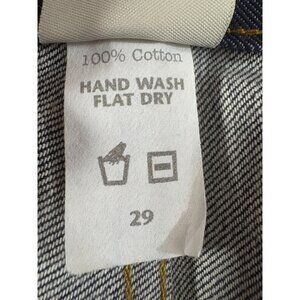 100% Cotton
HAND WASH
FLAT DRY
29